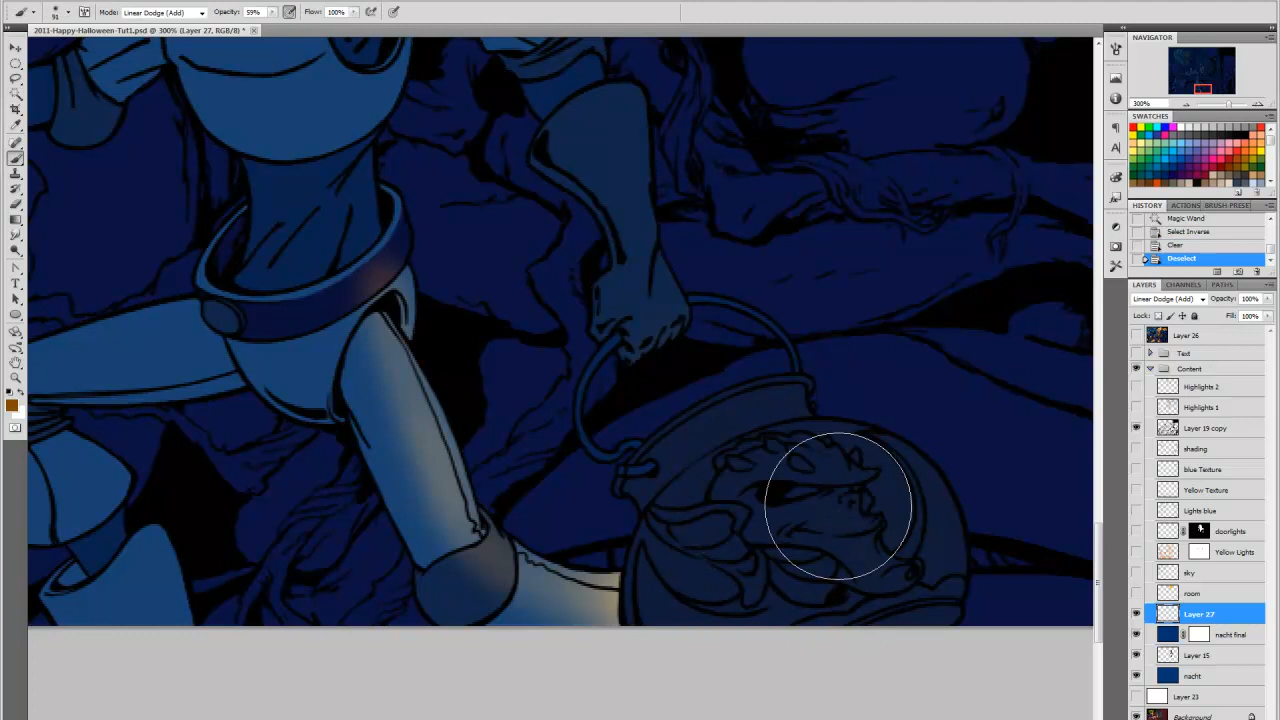 Mode: Linear Dodge (Add) Opacity: 59% Flow: 100%
91
2011-Happy-Halloween-Tut1.psd @ 300% (Layer 27, RGB/8) *
NAVIGATOR
300%
SWATCHES
HISTORY ACTIONS BRUSH PRESE
Magic Wand
Select Inverse
Clear
Deselect
LAYERS CHANNELS PATHS
Linear Dodge (Add) Opacity: 100%
Lock: Fill: 100%
Layer 26
Text
Content
Highlights 2
Highlights 1
Layer 19 copy
shading
blue Texture
Yellow Texture
Lights blue
doorlights
Yellow Lights
sky
room
Layer 27
nacht final
Layer 15
nacht
Layer 23
Background